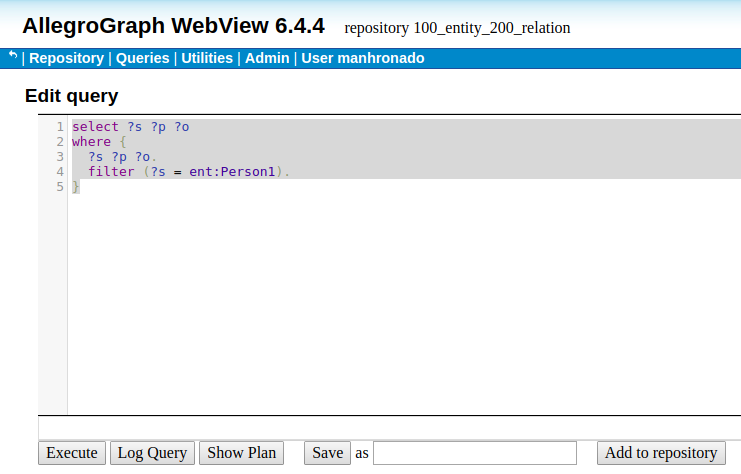 AllegroGraph WebView 6.4.4 repository 100_entity_200_relation
| Repository | Queries | Utilities | Admin | User manhronado
Edit query
1 select ?s ?p ?o
2 where {
3 ?s ?p ?o.
4 filter (?s = ent:Person1).
5 }
Execute Log Query Show Plan Save as Add to repository